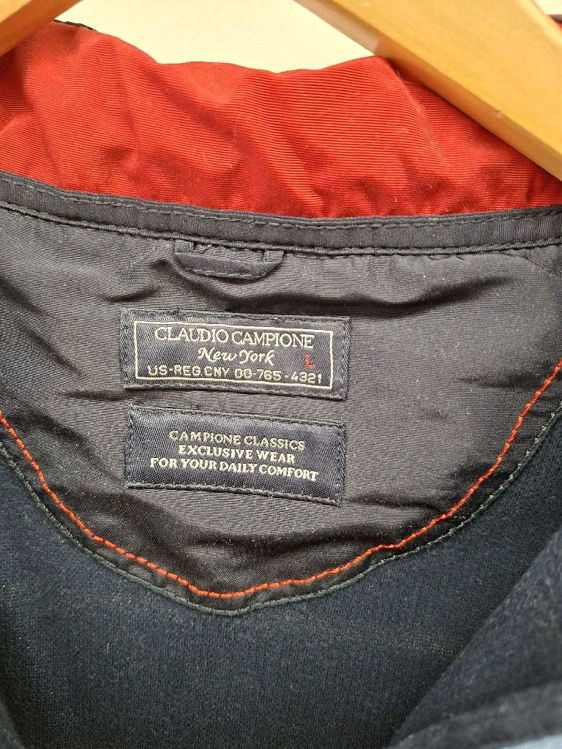 CLAUDIO CAMPIONE
New York L
US-REG.CNY 00-765-4321
CAMPIONE CLASSICS
EXCLUSIVE WEAR
FOR YOUR DAILY COMFORT